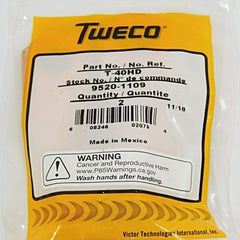 TWECO
Part No. / No. Ref.
T-40HD
Stock No. / N° de commande
9520-1109
Quantity / Quantite
2
11/18
6 08248 02075 4
Made in Mexico
WARNING
Cancer and Reproductive Harm
www.P65Warnings.ca.gov
Wash hands after handling.
Victor Technologies International, Inc.